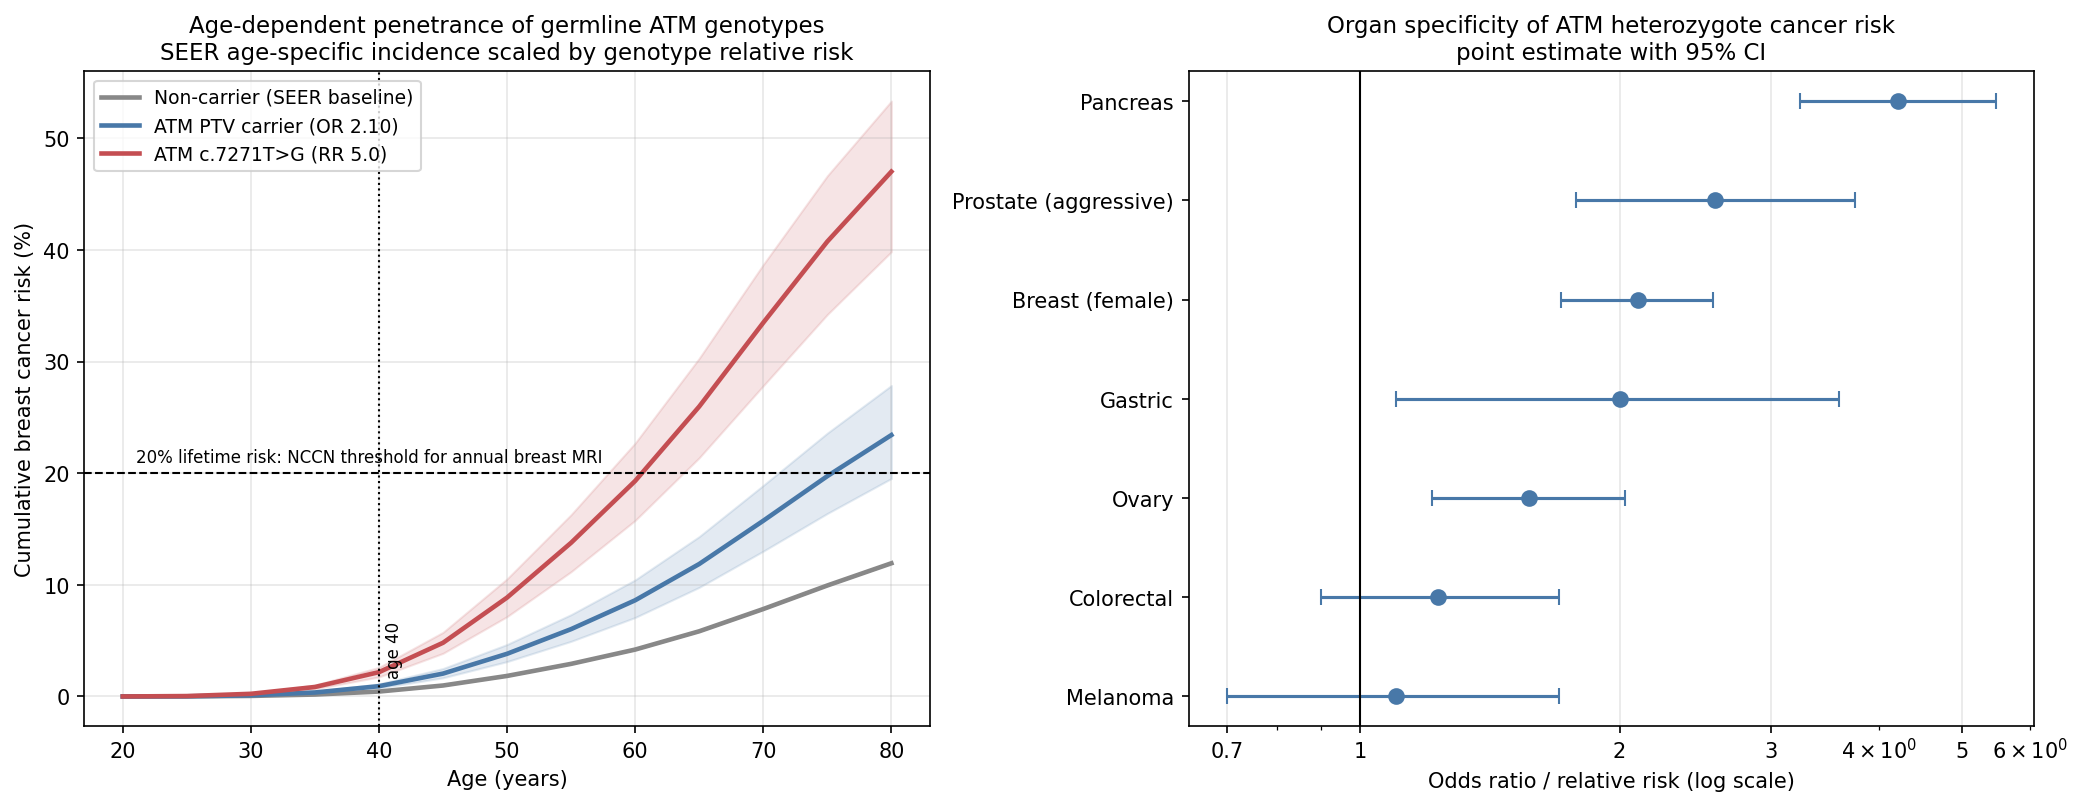 Age-dependent penetrance of germline ATM genotypes
SEER age-specific incidence scaled by genotype relative risk
Non-carrier (SEER baseline)
ATM PTV carrier (OR 2.10)
ATM c.7271T>G (RR 5.0)
20% lifetime risk: NCCN threshold for annual breast MRI
age 40
Cumulative breast cancer risk (%)
50
40
30
20
10
0
20 30 40 50 60 70 80
Age (years)
Organ specificity of ATM heterozygote cancer risk
point estimate with 95% CI
Pancreas
Prostate (aggressive)
Breast (female)
Gastric
Ovary
Colorectal
Melanoma
0.7 1 2 3 4 × 10⁰ 5 6 × 10⁰
Odds ratio / relative risk (log scale)